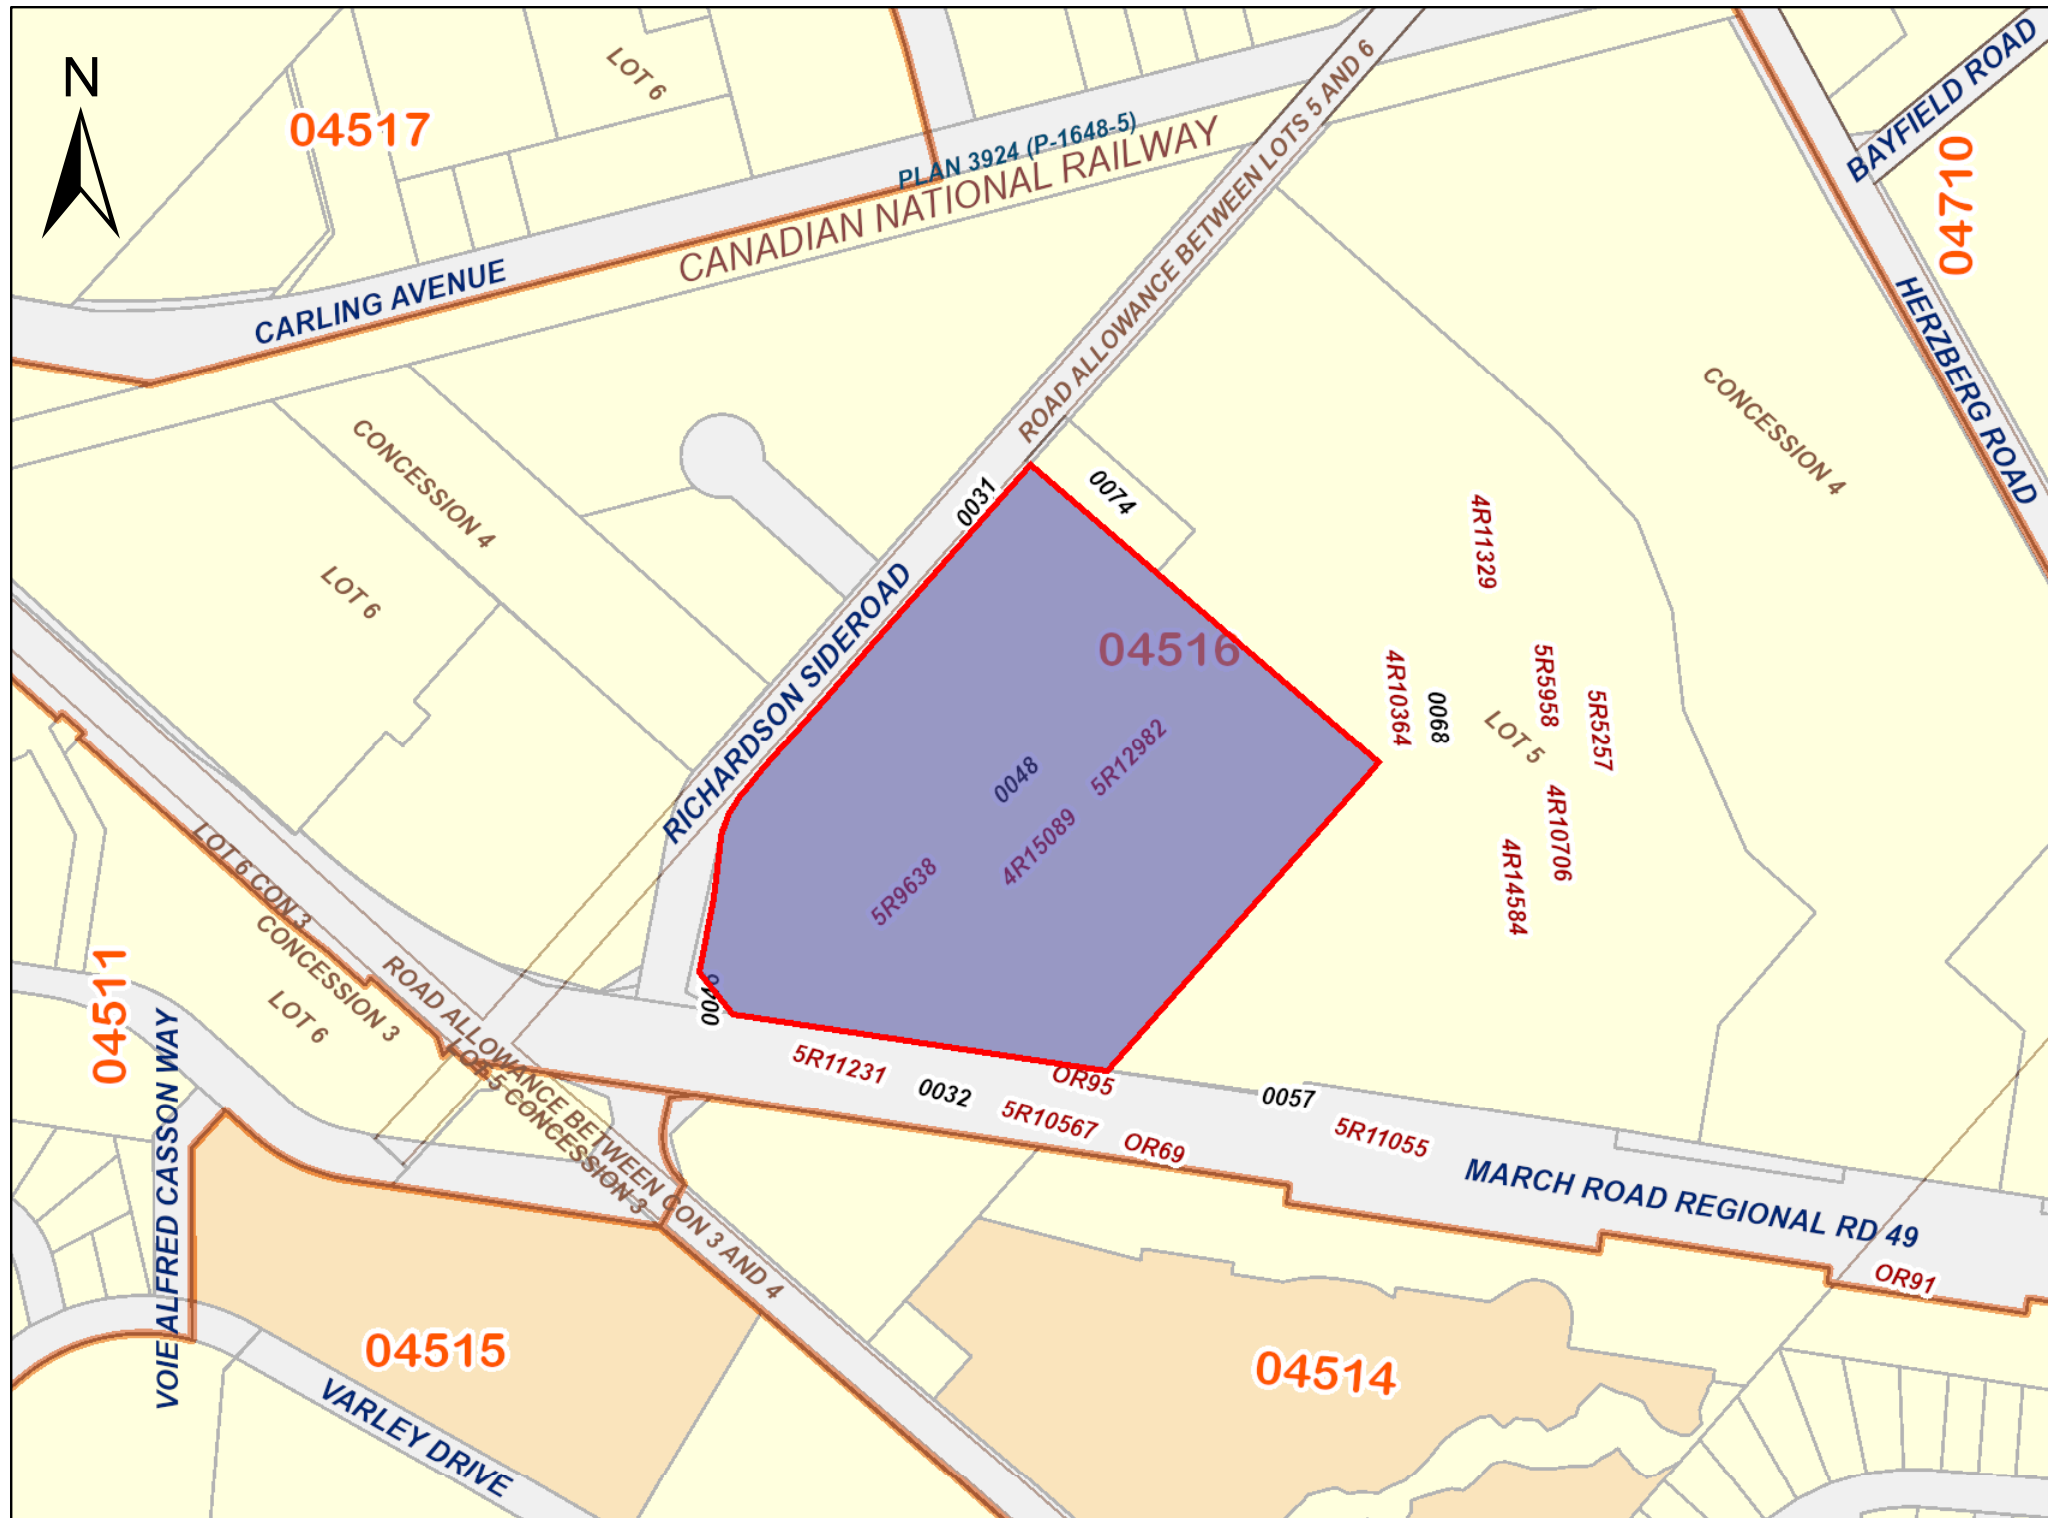 N
04517
LOT 6
PLAN 3924 (P-1648-5)
CANADIAN NATIONAL RAILWAY
CARLING AVENUE
ROAD ALLOWANCE BETWEEN LOTS 5 AND 6
BAYFIELD ROAD
04710
HERZBERG ROAD
CONCESSION 4
CONCESSION 4
LOT 6
0031
0074
RICHARDSON SIDEROAD
04516
4R11329
4R10364
0068
5R5958
LOT 5
5R5257
4R10706
4R14584
0048
5R12982
4R15089
5R9638
LOT 6 CON 3
CONCESSION 3
LOT 6
ROAD ALLOWANCE BETWEEN CON 3 AND 4
LOT 5 CONCESSION 3
04511
VOIE ALFRED CASSON WAY
5R11231
0032
OR95
5R10567
OR69
0057
5R11055
MARCH ROAD REGIONAL RD 49
OR91
04515
04514
VARLEY DRIVE